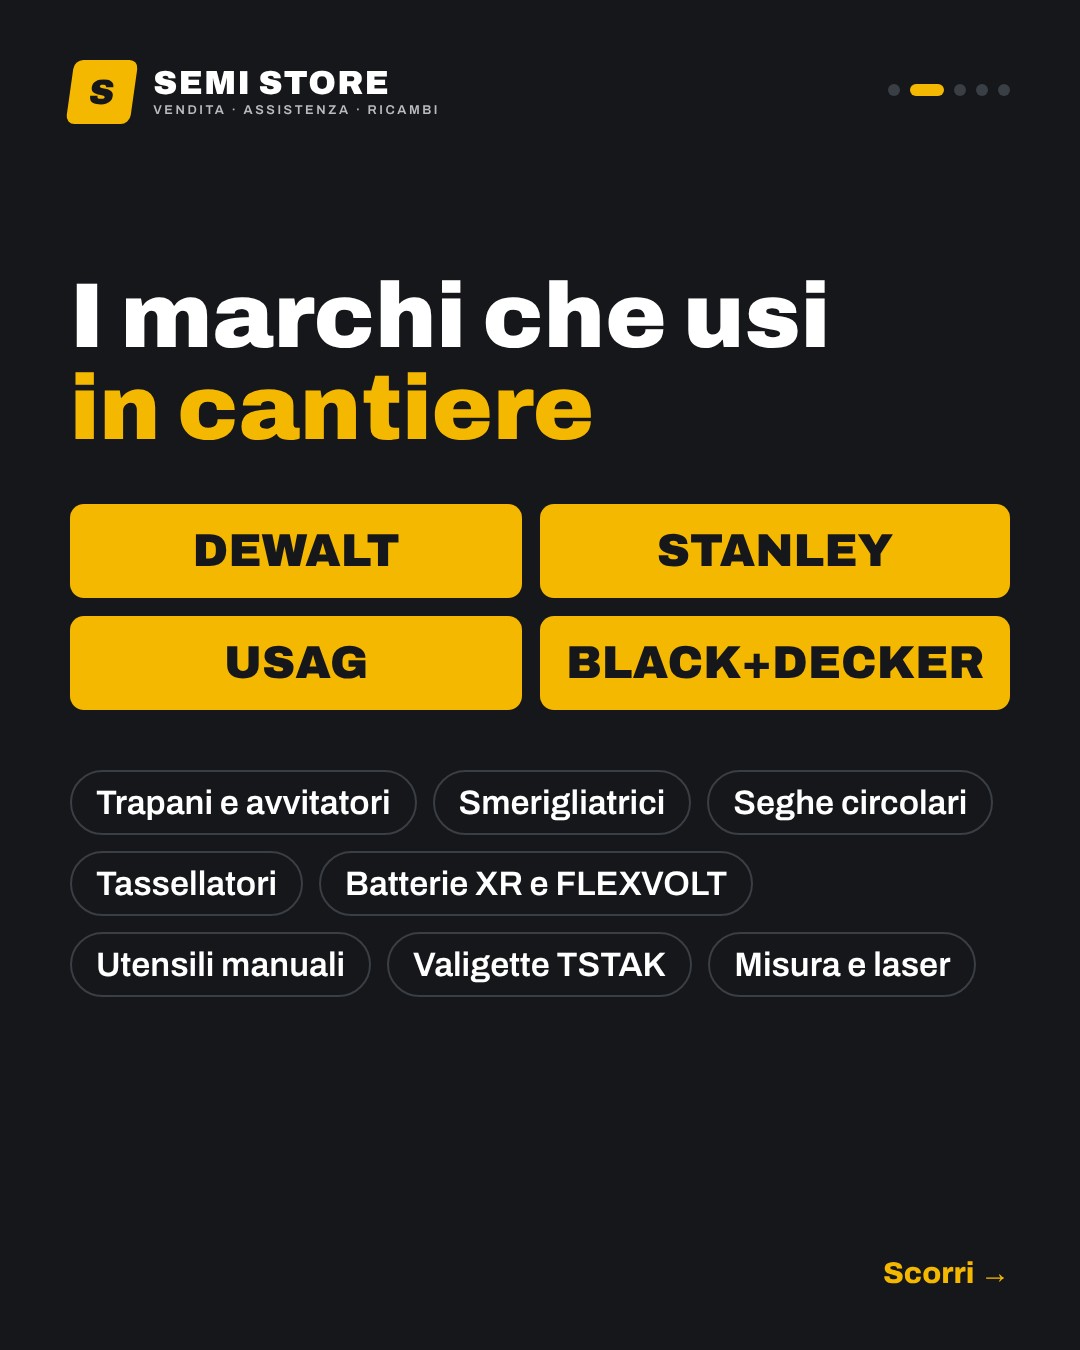 S
SEMI STORE
VENDITA · ASSISTENZA · RICAMBI
I marchi che usi
in cantiere
DEWALT
STANLEY
USAG
BLACK+DECKER
Trapani e avvitatori
Smerigliatrici
Seghe circolari
Tassellatori
Batterie XR e FLEXVOLT
Utensili manuali
Valigette TSTAK
Misura e laser
Scorri →